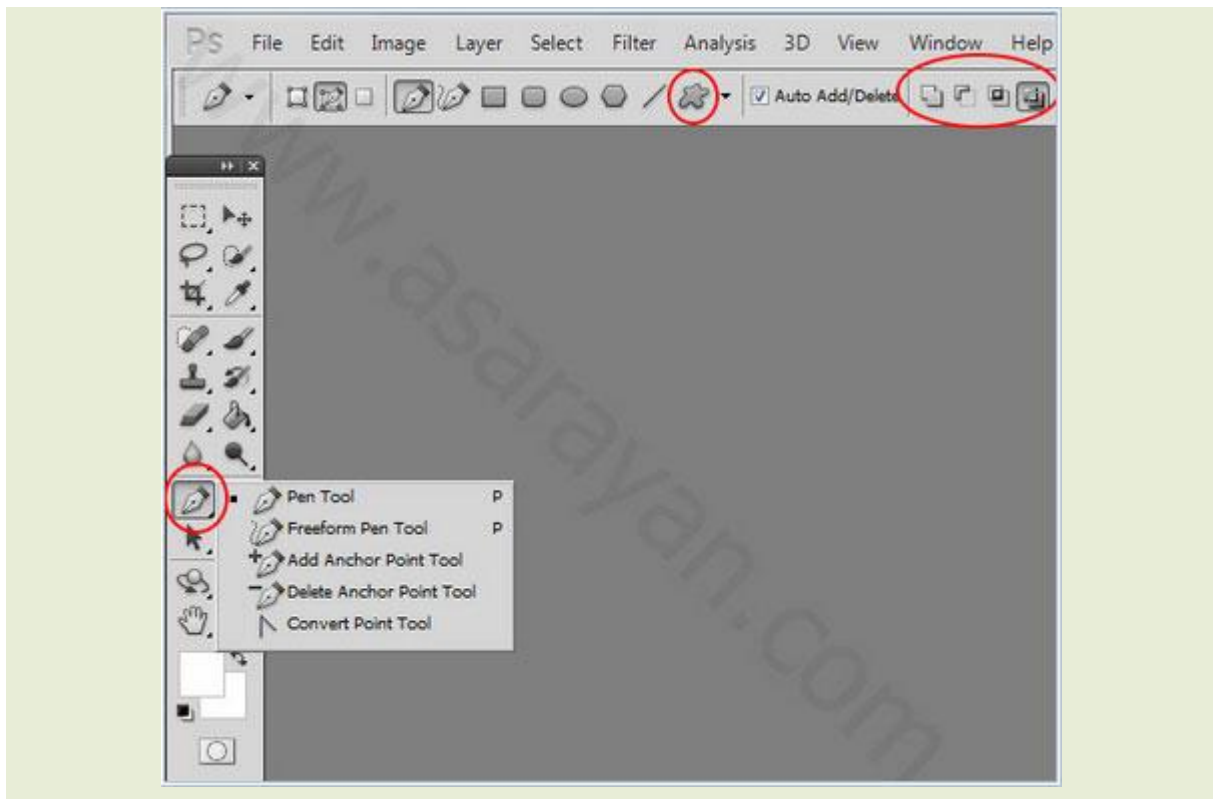 Ps File Edit Image Layer Select Filter Analysis 3D View Window Help
Auto Add/Delete
Pen Tool P
Freeform Pen Tool P
Add Anchor Point Tool
Delete Anchor Point Tool
Convert Point Tool
www.asarayan.com